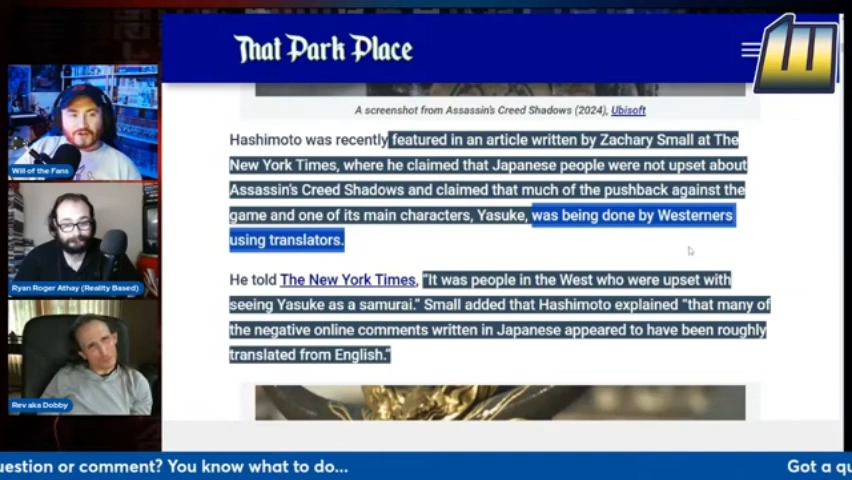 That Park Place
A screenshot from Assassin's Creed Shadows (2024), Ubisoft
Hashimoto was recently featured in an article written by Zachary Small at The
New York Times, where he claimed that Japanese people were not upset about
Assassin's Creed Shadows and claimed that much of the pushback against the
game and one of its main characters, Yasuke, was being done by Westerners
using translators.
He told The New York Times, "It was people in the West who were upset with
seeing Yasuke as a samurai." Small added that Hashimoto explained "that many of
the negative online comments written in Japanese appeared to have been roughly
translated from English."
Will of the Fans
Ryan Roger Athay (Reality Based)
Rev aka Dobby
uestion or comment? You know what to do...
Got a qu